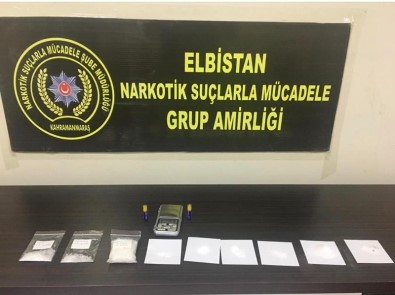 NARKOTİK SUÇLARLA MÜCADELE ŞUBE MÜDÜRLÜĞÜ
KAHRAMANMARAŞ
ELBİSTAN
NARKOTİK SUÇLARLA MÜCADELE
GRUP AMİRLİĞİ